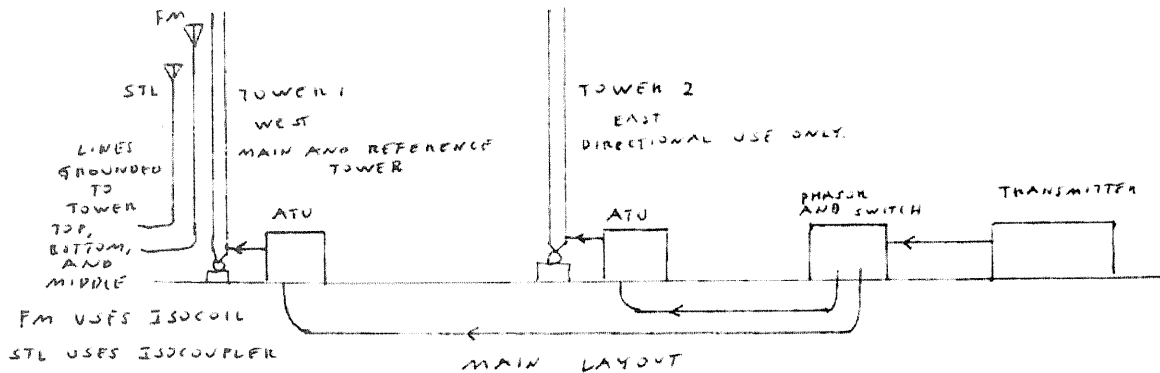 FM
STL
LINES
GROUNDED
TO
TOWER
TOP,
BOTTOM,
AND
MIDDLE
FM USES ISOCOIL
STL USES ISOCOUPLER
TOWER 1
WEST
MAIN AND REFERENCE
TOWER
ATU
TOWER 2
EAST
DIRECTIONAL USE ONLY.
ATU
PHASOR
AND SWITCH
TRANSMITTER
MAIN LAYOUT